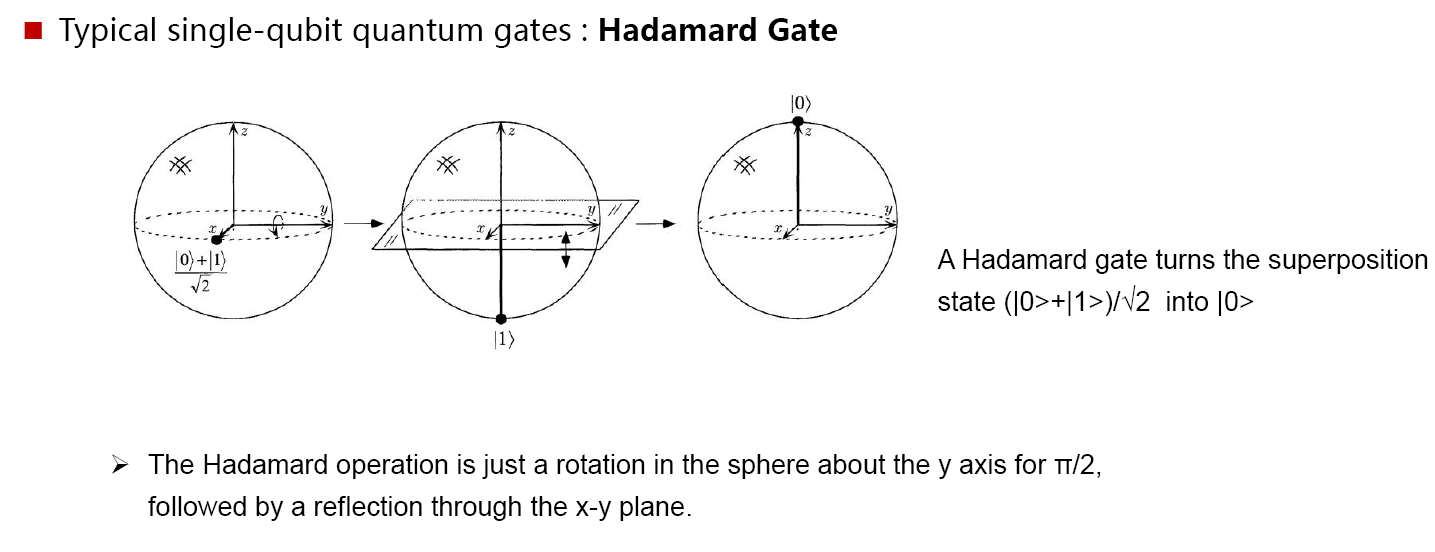 ■ Typical single-qubit quantum gates : Hadamard Gate
z
y
x
|0⟩+|1⟩
√2
z
y
x
|1⟩
|0⟩
z
y
x
A Hadamard gate turns the superposition
state (|0>+|1>)/√2 into |0>
➢ The Hadamard operation is just a rotation in the sphere about the y axis for π/2,
followed by a reflection through the x-y plane.